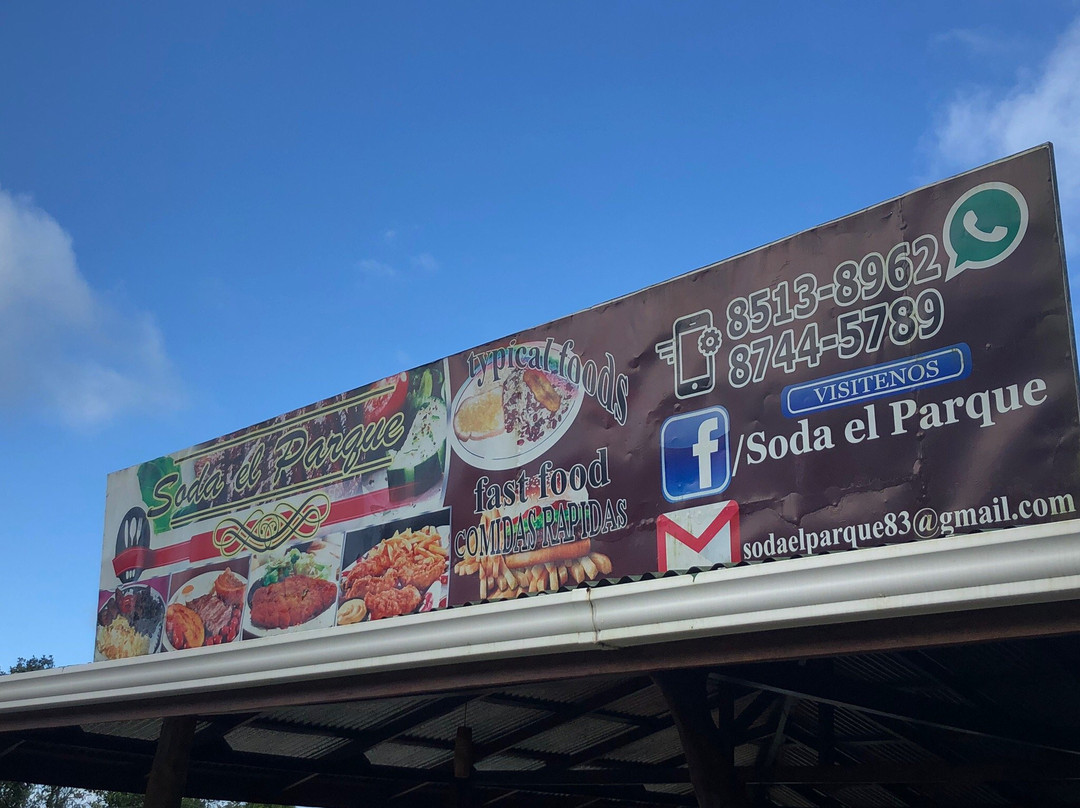 Soda el Parque
typical foods
fast food
COMIDAS RAPIDAS
8513-8962
8744-5789
VISITENOS
f/Soda el Parque
sodaelparque83@gmail.com